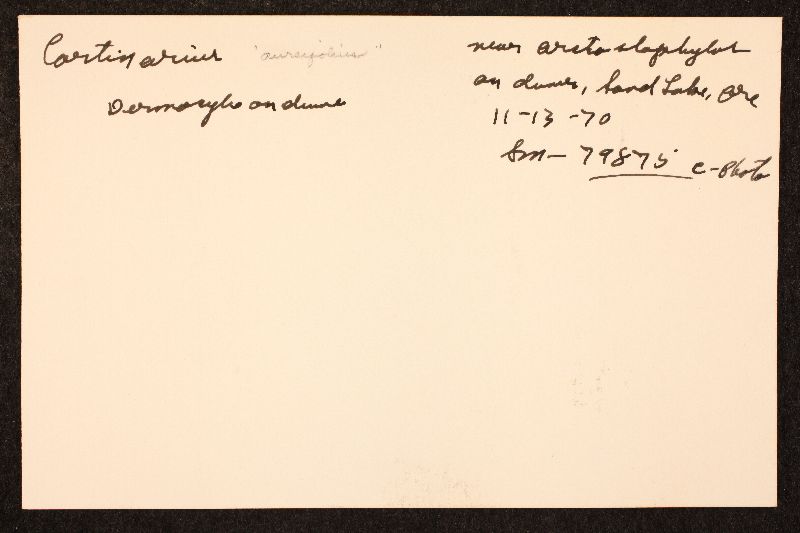 Cortinarius "aureifolius"
Dermocybe on dune
near arctostaphylos
on dunes, Sand Lake, Ore
11-13-70
Sm- 79875 c-Photo